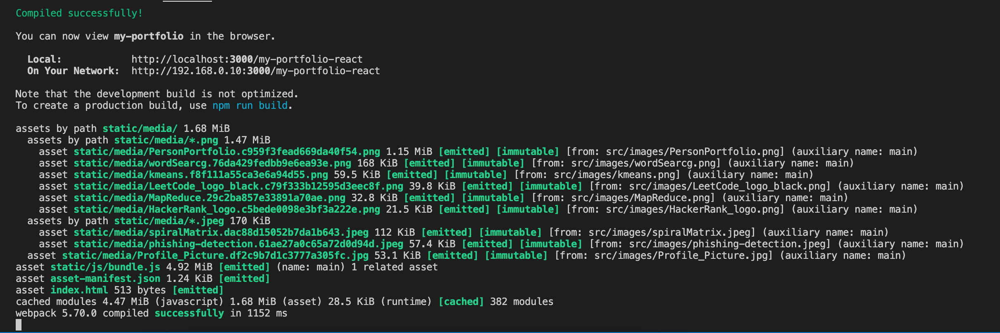 Compiled successfully!
You can now view my-portfolio in the browser.
Local: http://localhost:3000/my-portfolio-react
On Your Network: http://192.168.0.10:3000/my-portfolio-react
Note that the development build is not optimized.
To create a production build, use npm run build.
assets by path static/media/ 1.68 MiB
assets by path static/media/*.png 1.47 MiB
asset static/media/PersonPortfolio.c959f3fead669da40f54.png 1.15 MiB [emitted] [immutable] [from: src/images/PersonPortfolio.png] (auxiliary name: main)
asset static/media/wordSearcg.76da429fedbb9e6ea93e.png 168 KiB [emitted] [immutable] [from: src/images/wordSearcg.png] (auxiliary name: main)
asset static/media/kmeans.f8f111a55ca3e6a94d55.png 59.5 KiB [emitted] [immutable] [from: src/images/kmeans.png] (auxiliary name: main)
asset static/media/LeetCode_logo_black.c79f333b12595d3eec8f.png 39.8 KiB [emitted] [immutable] [from: src/images/LeetCode_logo_black.png] (auxiliary name: main)
asset static/media/MapReduce.29c2ba857e33891a70ae.png 32.8 KiB [emitted] [immutable] [from: src/images/MapReduce.png] (auxiliary name: main)
asset static/media/HackerRank_logo.c5bede0098e3bf3a222e.png 21.5 KiB [emitted] [immutable] [from: src/images/HackerRank_logo.png] (auxiliary name: main)
assets by path static/media/*.jpeg 170 KiB
asset static/media/spiralMatrix.dac88d15052b7da1b643.jpeg 112 KiB [emitted] [immutable] [from: src/images/spiralMatrix.jpeg] (auxiliary name: main)
asset static/media/phishing-detection.61ae27a0c65a72d0d94d.jpeg 57.4 KiB [emitted] [immutable] [from: src/images/phishing-detection.jpeg] (auxiliary name: main)
asset static/media/Profile_Picture.df2c9b7d1c3777a305fc.jpg 53.1 KiB [emitted] [immutable] [from: src/images/Profile_Picture.jpg] (auxiliary name: main)
asset static/js/bundle.js 4.92 MiB [emitted] (name: main) 1 related asset
asset asset-manifest.json 1.24 KiB [emitted]
asset index.html 513 bytes [emitted]
cached modules 4.47 MiB (javascript) 1.68 MiB (asset) 28.5 KiB (runtime) [cached] 382 modules
webpack 5.70.0 compiled successfully in 1152 ms